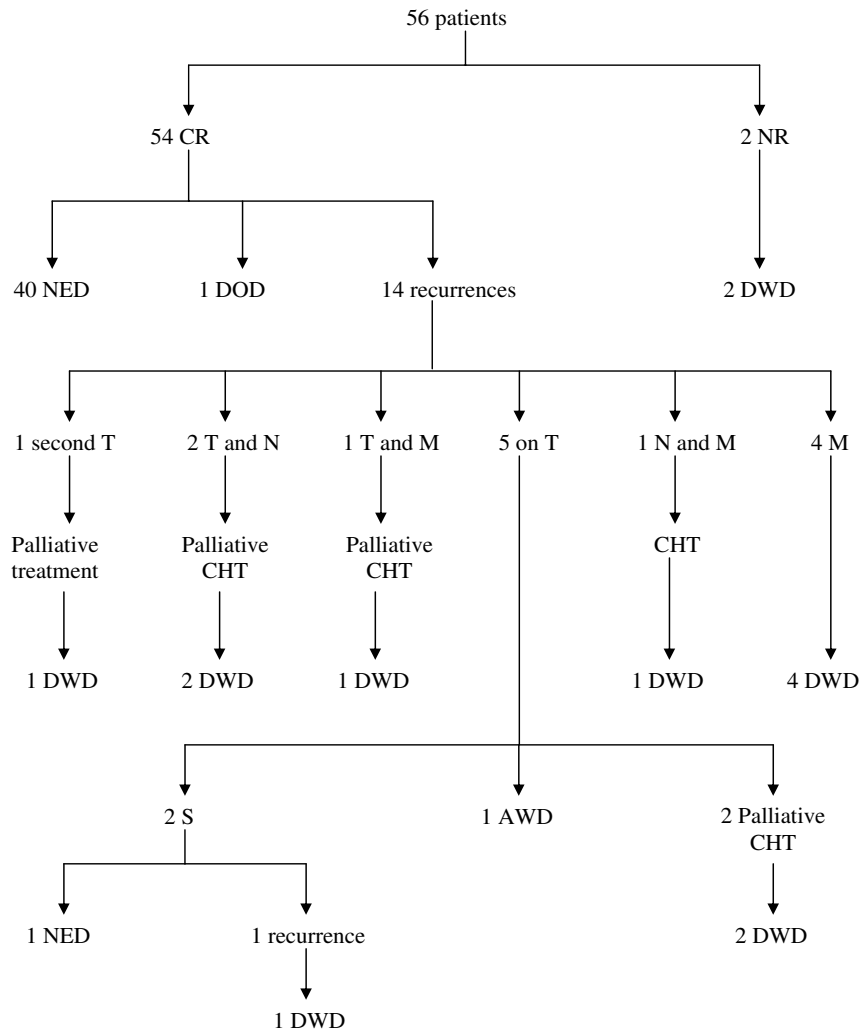 56 patients
54 CR
2 NR
40 NED
1 DOD
14 recurrences
2 DWD
1 second T
2 T and N
1 T and M
5 on T
1 N and M
4 M
Palliative
treatment
Palliative
CHT
Palliative
CHT
CHT
1 DWD
2 DWD
1 DWD
1 DWD
4 DWD
2 S
1 AWD
2 Palliative
CHT
1 NED
1 recurrence
2 DWD
1 DWD